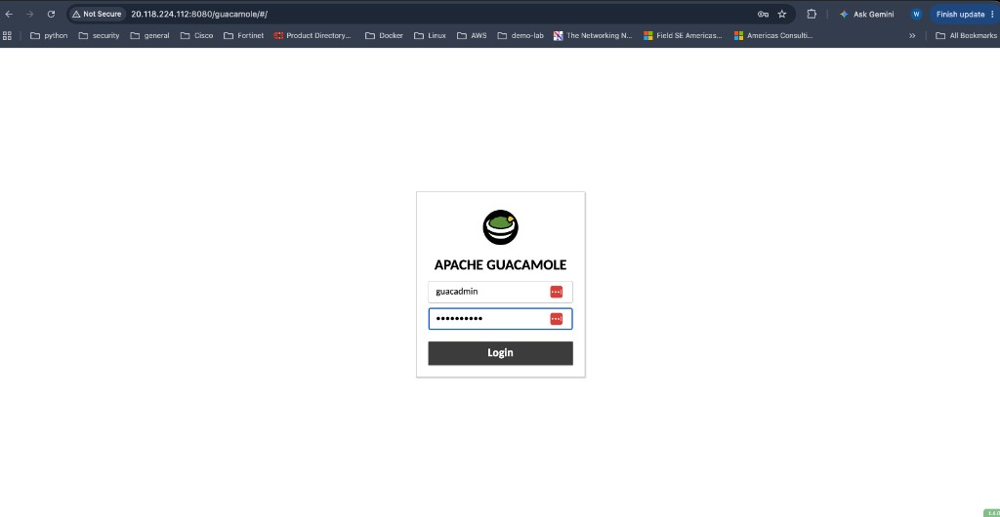 Not Secure 20.118.224.112:8080/guacamole/#/ Ask Gemini W Finish update
python security general Cisco Fortinet Product Directory... Docker Linux AWS demo-lab The Networking N... Field SE Americas... Americas Consulti... » All Bookmarks
APACHE GUACAMOLE
guacadmin
••••••••••
Login